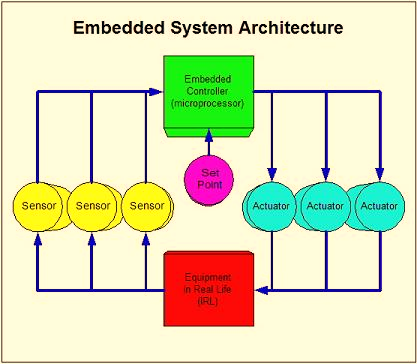 Embedded System Architecture
Embedded
Controller
(microprocessor)
Set
Point
Sensor
Sensor
Sensor
Actuator
Actuator
Actuator
Equipment
in Real Life
(IRL)